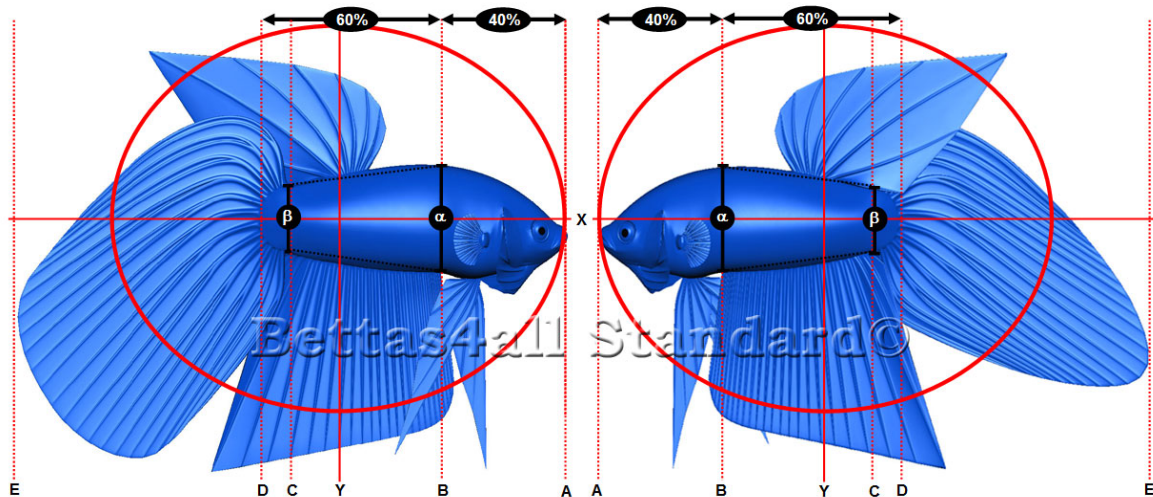 60% 40% 40% 60%
β α X α β
Bettas4all Standard©
E D C Y B A A B Y C D E